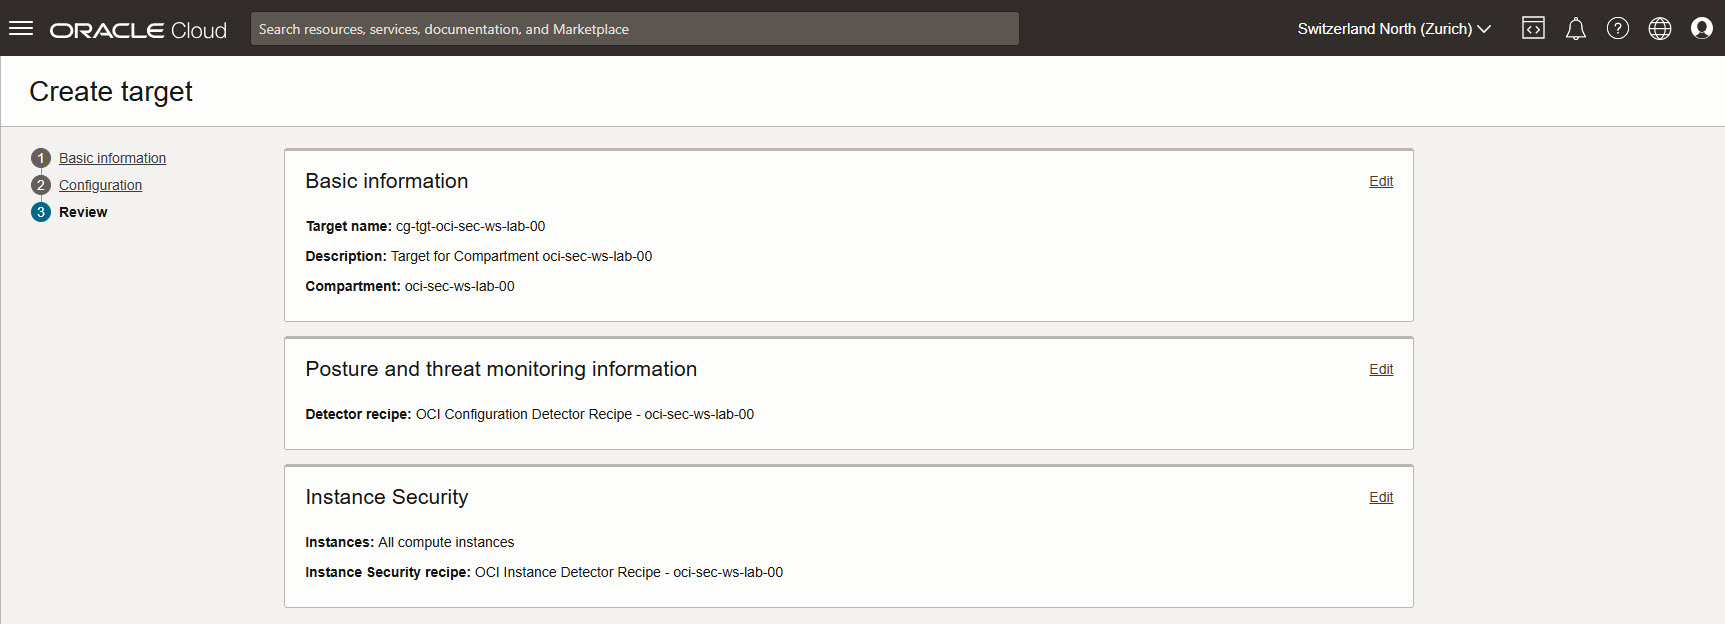 ORACLE Cloud
Search resources, services, documentation, and Marketplace
Switzerland North (Zurich)
Create target
1 Basic information
2 Configuration
3 Review
Basic information
Edit
Target name: cg-tgt-oci-sec-ws-lab-00
Description: Target for Compartment oci-sec-ws-lab-00
Compartment: oci-sec-ws-lab-00
Posture and threat monitoring information
Edit
Detector recipe: OCI Configuration Detector Recipe - oci-sec-ws-lab-00
Instance Security
Edit
Instances: All compute instances
Instance Security recipe: OCI Instance Detector Recipe - oci-sec-ws-lab-00